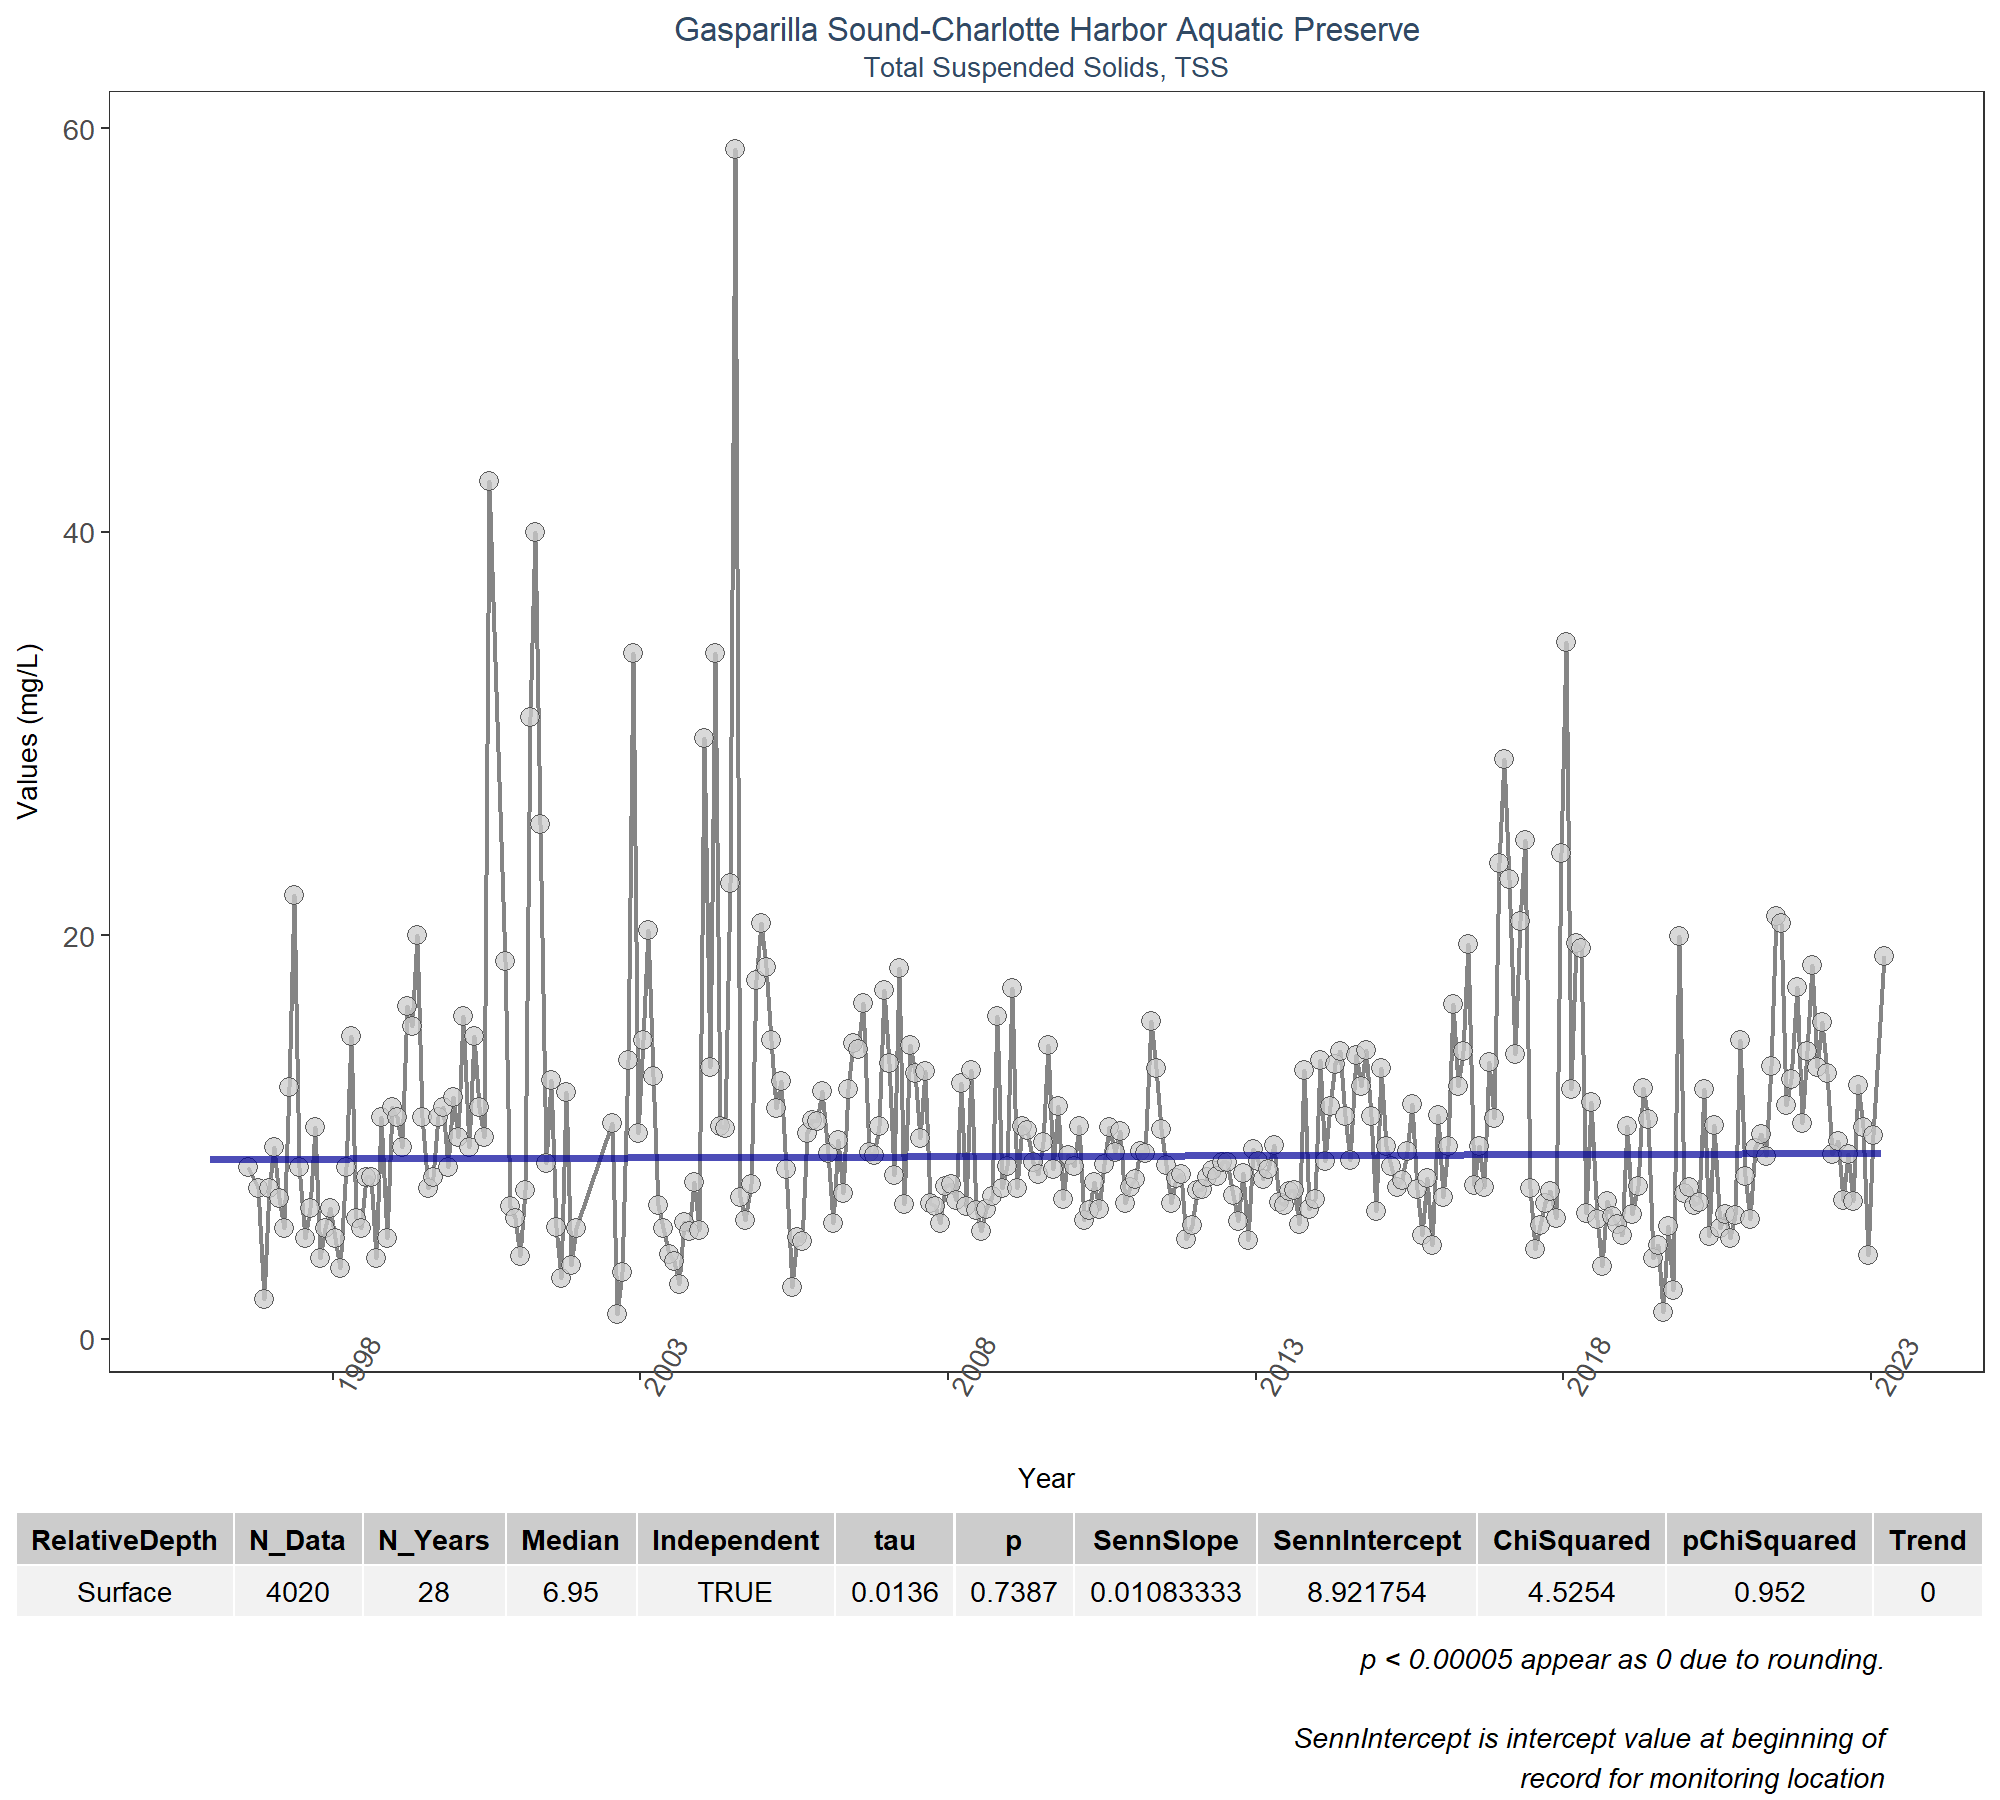 Gasparilla Sound-Charlotte Harbor Aquatic Preserve
Total Suspended Solids, TSS
60
40
20
0
Values (mg/L)
1998
2003
2008
2013
2018
2023
Year
RelativeDepth N_Data N_Years Median Independent tau p SennSlope SennIntercept ChiSquared pChiSquared Trend
Surface 4020 28 6.95 TRUE 0.0136 0.7387 0.01083333 8.921754 4.5254 0.952 0
p < 0.00005 appear as 0 due to rounding.
SennIntercept is intercept value at beginning of
record for monitoring location